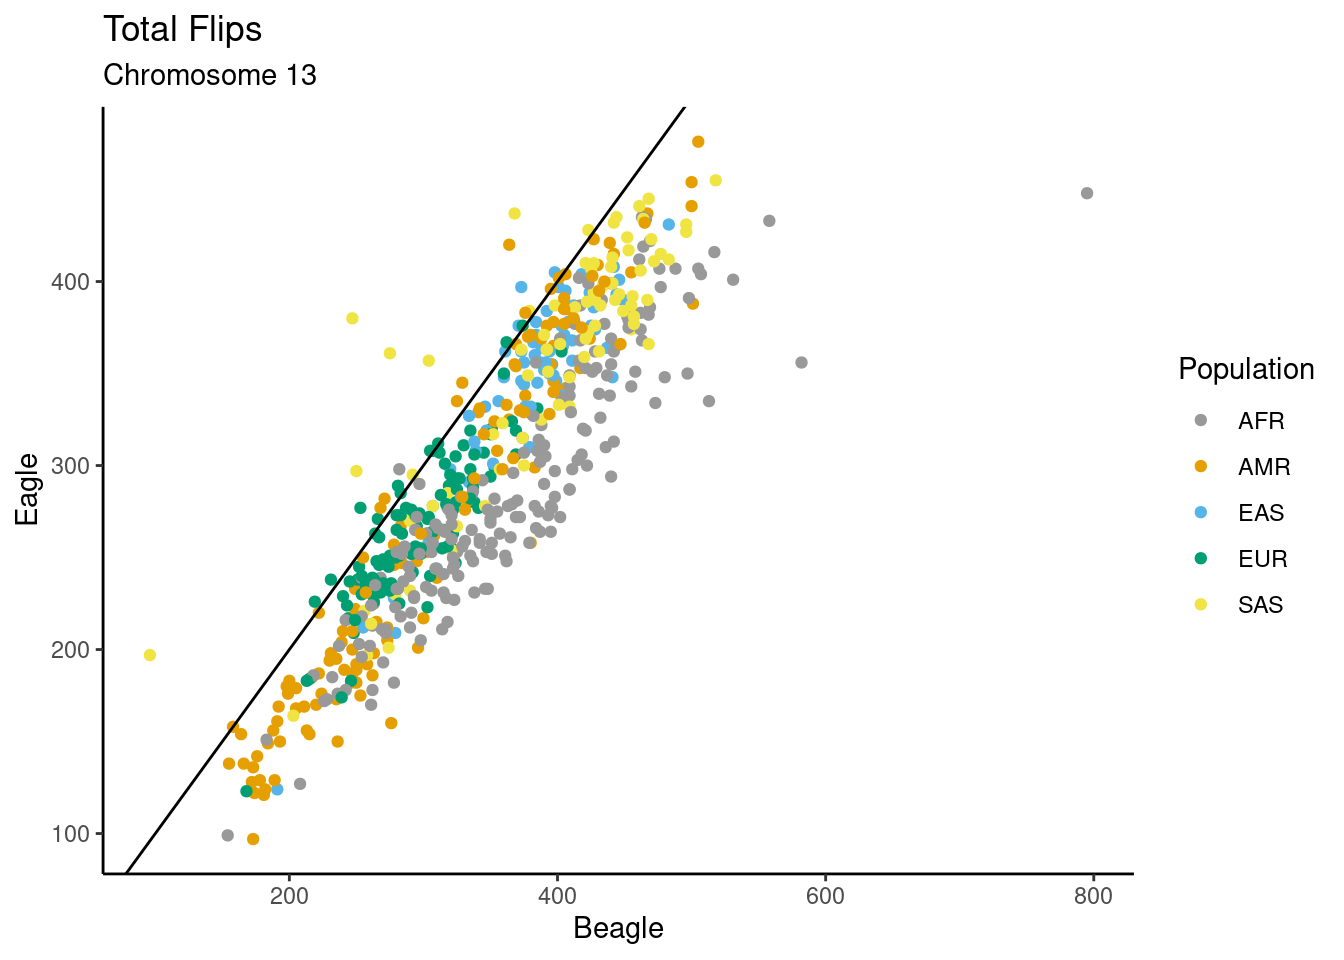 Total Flips
Chromosome 13
Eagle
400
300
200
100
200
400
600
800
Beagle
Population
AFR
AMR
EAS
EUR
SAS